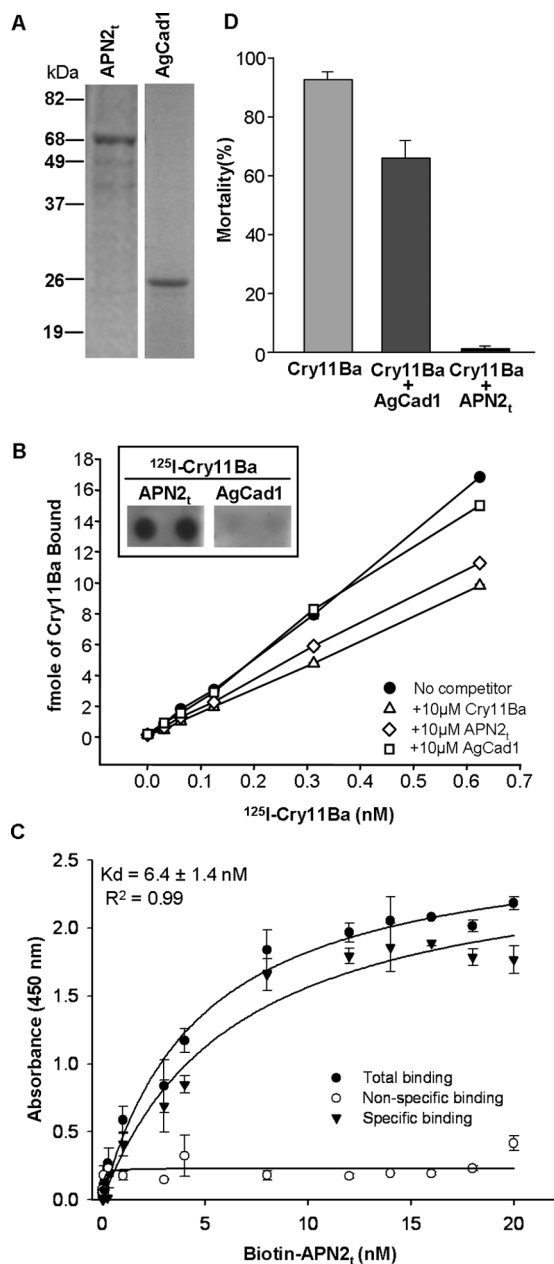 A
APN2t
AgCad1
kDa
82
68
49
37
26
19
D
Mortality(%)
100
80
60
40
20
0
Cry11Ba
Cry11Ba
+
AgCad1
Cry11Ba
+
APN2t
B
125I-Cry11Ba
APN2t AgCad1
fmole of Cry11Ba Bound
18
16
14
12
10
8
6
4
2
0
No competitor
+10µM Cry11Ba
+10µM APN2t
+10µM AgCad1
0.0 0.1 0.2 0.3 0.4 0.5 0.6 0.7
125I-Cry11Ba (nM)
C
Kd = 6.4 ± 1.4 nM
R2 = 0.99
Absorbance (450 nm)
2.5
2.0
1.5
1.0
0.5
0.0
Total binding
Non-specific binding
Specific binding
0 5 10 15 20
Biotin-APN2t (nM)